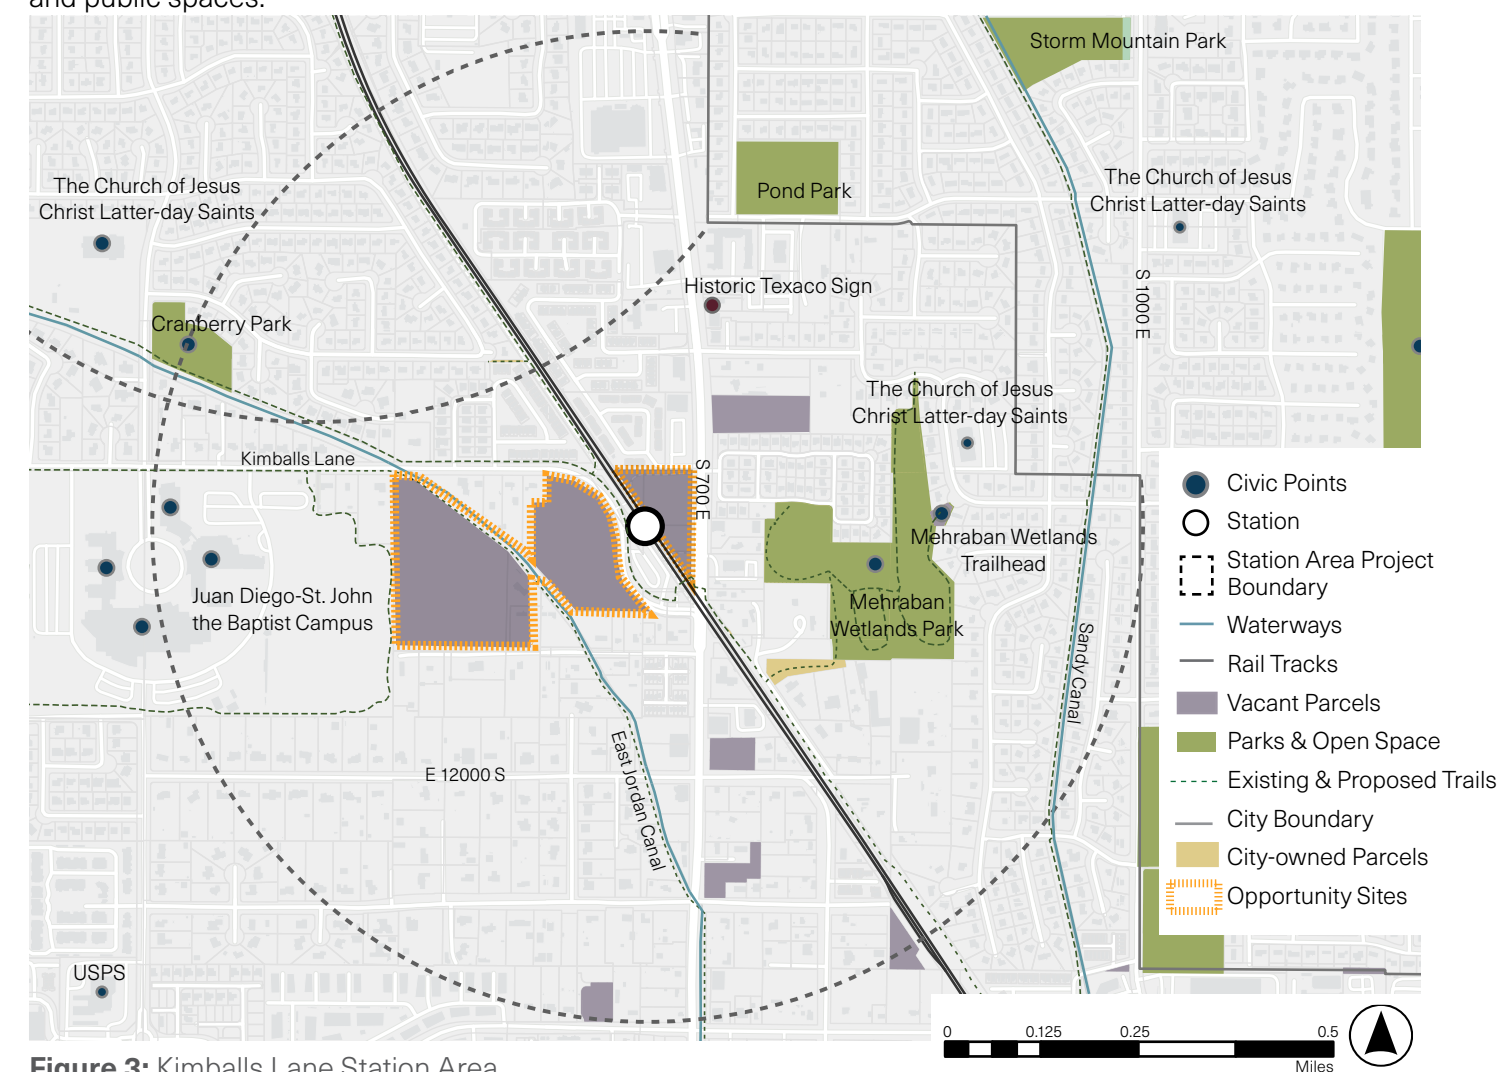 and public spaces.
Storm Mountain Park
The Church of Jesus
Christ Latter-day Saints
Pond Park
The Church of Jesus
Christ Latter-day Saints
Historic Texaco Sign
S 1000 E
Cranberry Park
The Church of Jesus
Christ Latter-day Saints
Kimballs Lane
S 700 E
Mehraban Wetlands
Trailhead
Juan Diego-St. John
the Baptist Campus
Mehraban
Wetlands Park
Sandy Canal
East Jordan Canal
E 12000 S
USPS
Civic Points
Station
Station Area Project
Boundary
Waterways
Rail Tracks
Vacant Parcels
Parks & Open Space
Existing & Proposed Trails
City Boundary
City-owned Parcels
Opportunity Sites
0 0.125 0.25 0.5
Miles
Figure 3: Kimballs Lane Station Area